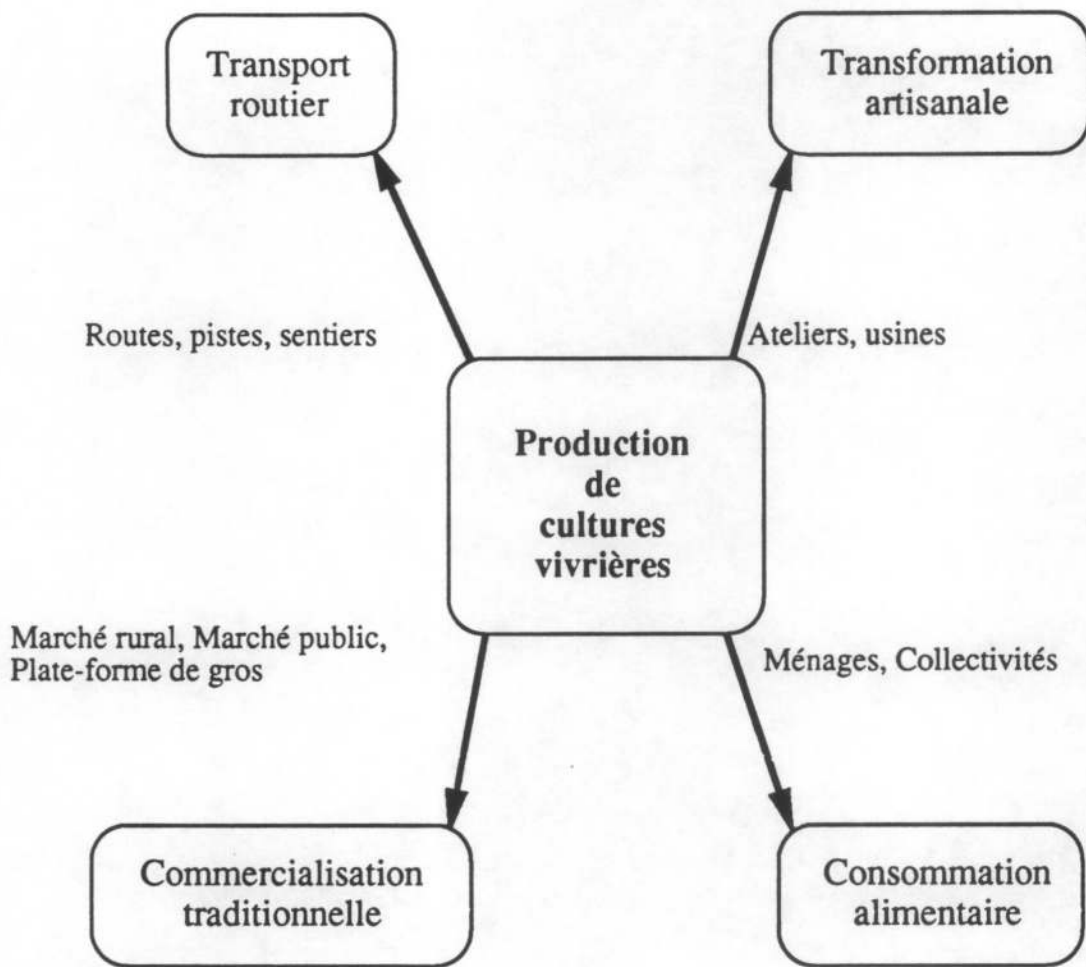 Transport
routier
Transformation
artisanale
Routes, pistes, sentiers
Ateliers, usines
Production
de
cultures
vivrières
Marché rural, Marché public,
Plate-forme de gros
Ménages, Collectivités
Commercialisation
traditionnelle
Consommation
alimentaire